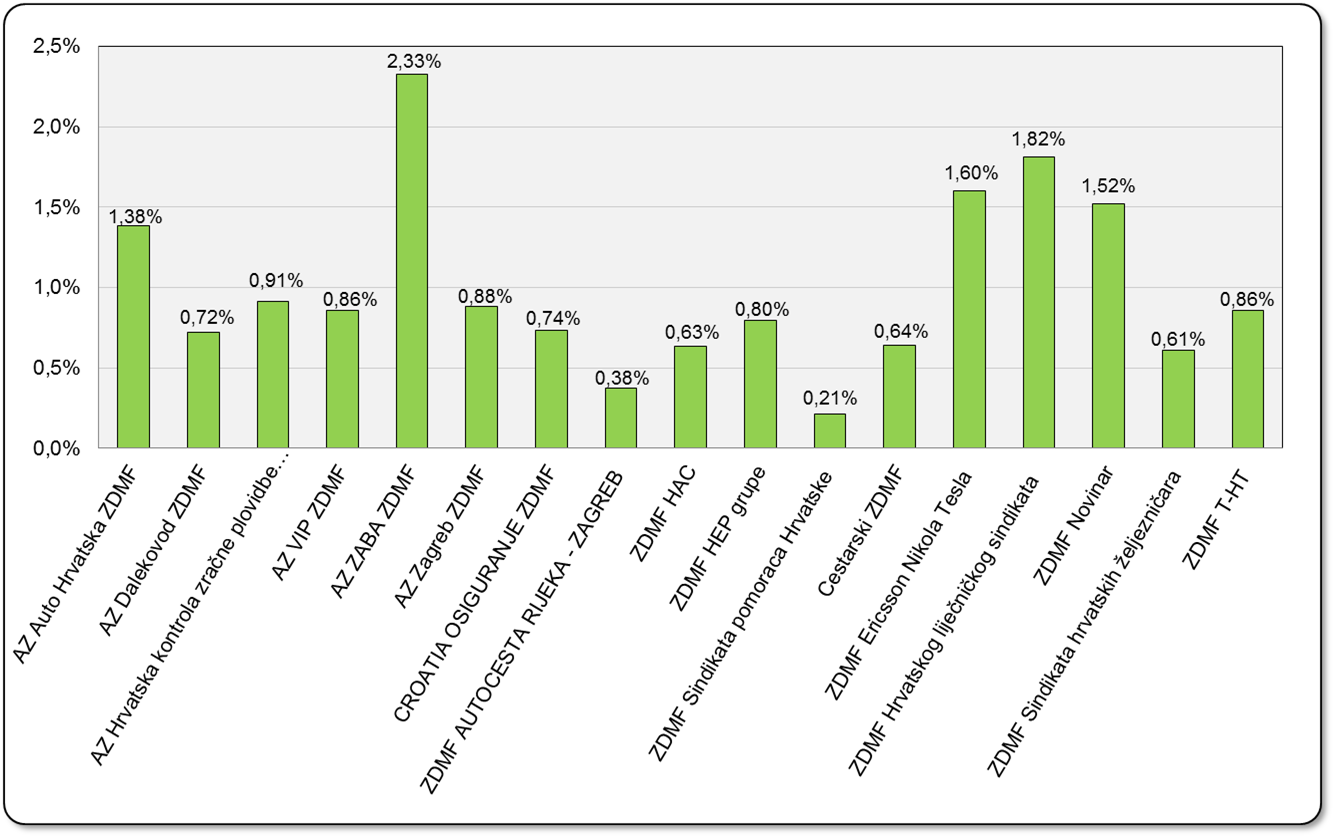 2,5%
2,0%
1,5%
1,0%
0,5%
0,0%
1,38%
0,72%
0,91%
0,86%
2,33%
0,88%
0,74%
0,38%
0,63%
0,80%
0,21%
0,64%
1,60%
1,82%
1,52%
0,61%
0,86%
AZ Auto Hrvatska ZDMF
AZ Dalekovod ZDMF
AZ Hrvatska kontrola zračne plovidbe…
AZ VIP ZDMF
AZ ZABA ZDMF
AZ Zagreb ZDMF
CROATIA OSIGURANJE ZDMF
ZDMF AUTOCESTA RIJEKA - ZAGREB
ZDMF HAC
ZDMF HEP grupe
ZDMF Sindikata pomoraca Hrvatske
Cestarski ZDMF
ZDMF Ericsson Nikola Tesla
ZDMF Hrvatskog liječničkog sindikata
ZDMF Novinar
ZDMF Sindikata hrvatskih željezničara
ZDMF T-HT